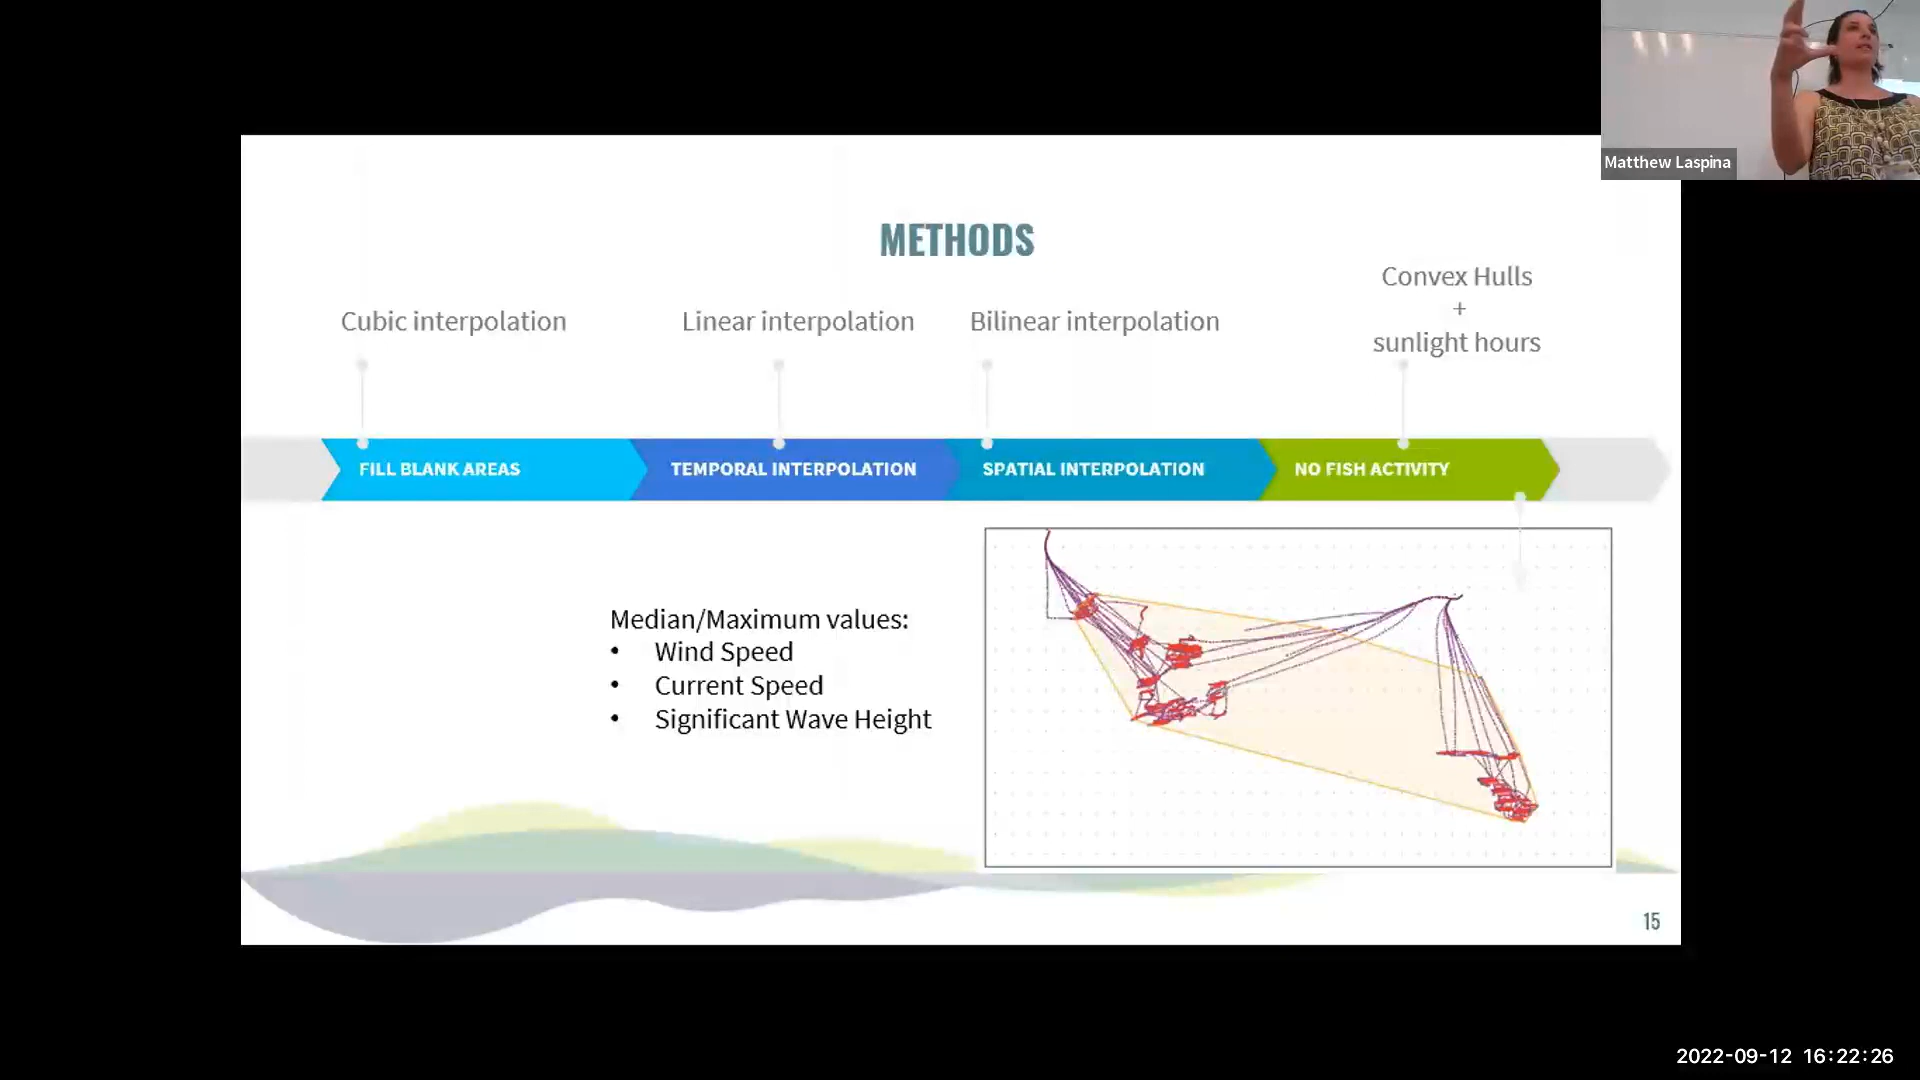 Matthew Laspina
METHODS
Convex Hulls
+
sunlight hours
Cubic interpolation
Linear interpolation
Bilinear interpolation
FILL BLANK AREAS
TEMPORAL INTERPOLATION
SPATIAL INTERPOLATION
NO FISH ACTIVITY
Median/Maximum values:
• Wind Speed
• Current Speed
• Significant Wave Height
15
2022-09-12 16:22:26